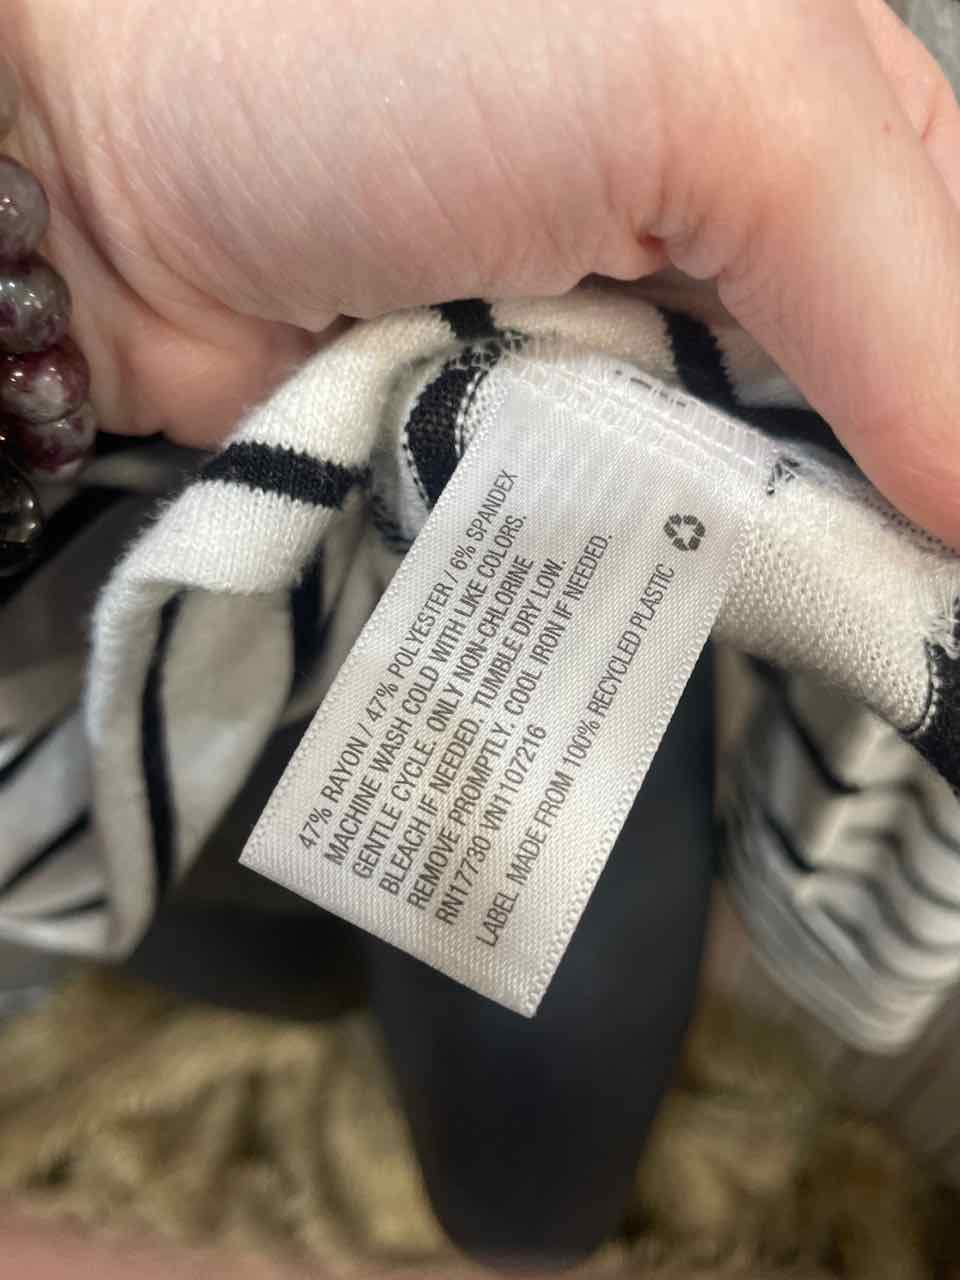 47% RAYON / 47% POLYESTER / 6% SPANDEX
MACHINE WASH COLD WITH LIKE COLORS.
GENTLE CYCLE. ONLY NON-CHLORINE
BLEACH IF NEEDED. TUMBLE DRY LOW.
REMOVE PROMPTLY. COOL IRON IF NEEDED.
RN17730 VN1107216
LABEL MADE FROM 100% RECYCLED PLASTIC